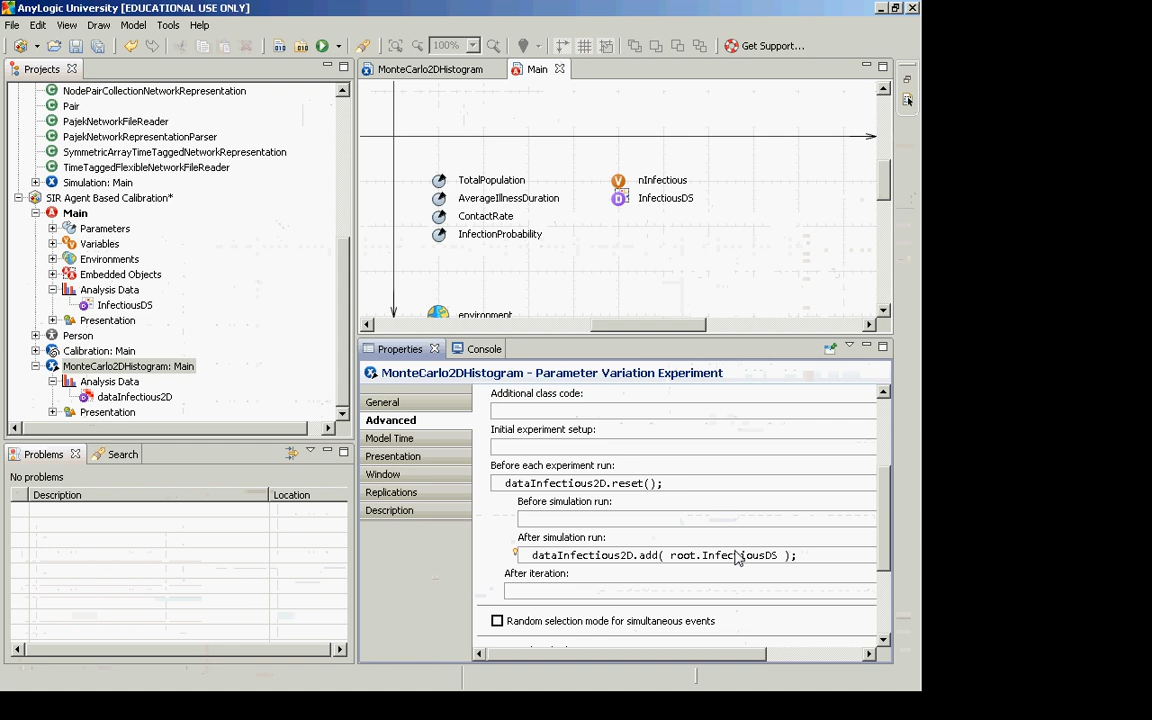 AnyLogic University [EDUCATIONAL USE ONLY]
File Edit View Draw Model Tools Help
100% Get Support...
Projects
NodePairCollectionNetworkRepresentation
Pair
PajekNetworkFileReader
PajekNetworkRepresentationParser
SymmetricArrayTimeTaggedNetworkRepresentation
TimeTaggedFlexibleNetworkFileReader
Simulation: Main
SIR Agent Based Calibration*
Main
Parameters
Variables
Environments
Embedded Objects
Analysis Data
InfectiousDS
Presentation
Person
Calibration: Main
MonteCarlo2DHistogram: Main
Analysis Data
dataInfectious2D
Presentation
Problems Search
No problems
Description Location
MonteCarlo2DHistogram Main
TotalPopulation nInfectious
AverageIllnessDuration InfectiousDS
ContactRate
InfectionProbability
environment
Properties Console
MonteCarlo2DHistogram - Parameter Variation Experiment
General
Advanced
Model Time
Presentation
Window
Replications
Description
Additional class code:
Initial experiment setup:
Before each experiment run:
dataInfectious2D.reset();
Before simulation run:
After simulation run:
dataInfectious2D.add( root.InfectiousDS );
After iteration:
Random selection mode for simultaneous events